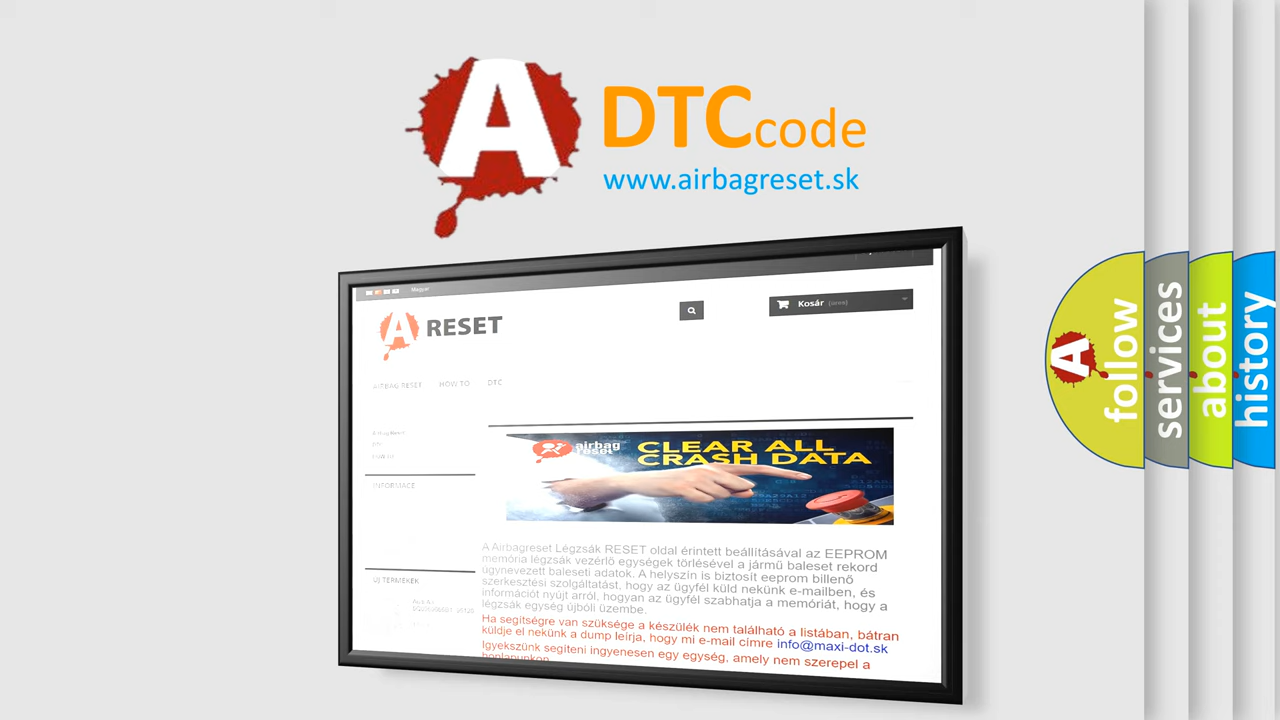 A DTCcode
www.airbagreset.sk
Magyar
A RESET
Kosár (üres)
AIRBAG RESET HOW TO DTC
INFORMACE
ÚJ TERMÉKEK
airbag
reset
CLEAR ALL
CRASH DATA
A Airbagreset Légzsák RESET oldal érintett beállításával az EEPROM
memória légzsák vezérlő egységek törlésével a jármű baleset rekord
úgynevezett baleseti adatok. A helyszín is biztosít eeprom billenő
szerkesztési szolgáltatást, hogy az ügyfél küld nekünk e-mailben, és
információt nyújt arról, hogyan az ügyfél szabhatja a memóriát, hogy a
légzsák egység újbóli üzembe.
Ha segítségre van szüksége a készülék nem található a listában, bátran
küldje el nekünk a dump leírja, hogy mi e-mail címre info@maxi-dot.sk
Igyekszünk segíteni ingyenesen egy egység, amely nem szerepel a
honlapunkon
A
follow
services
about
history